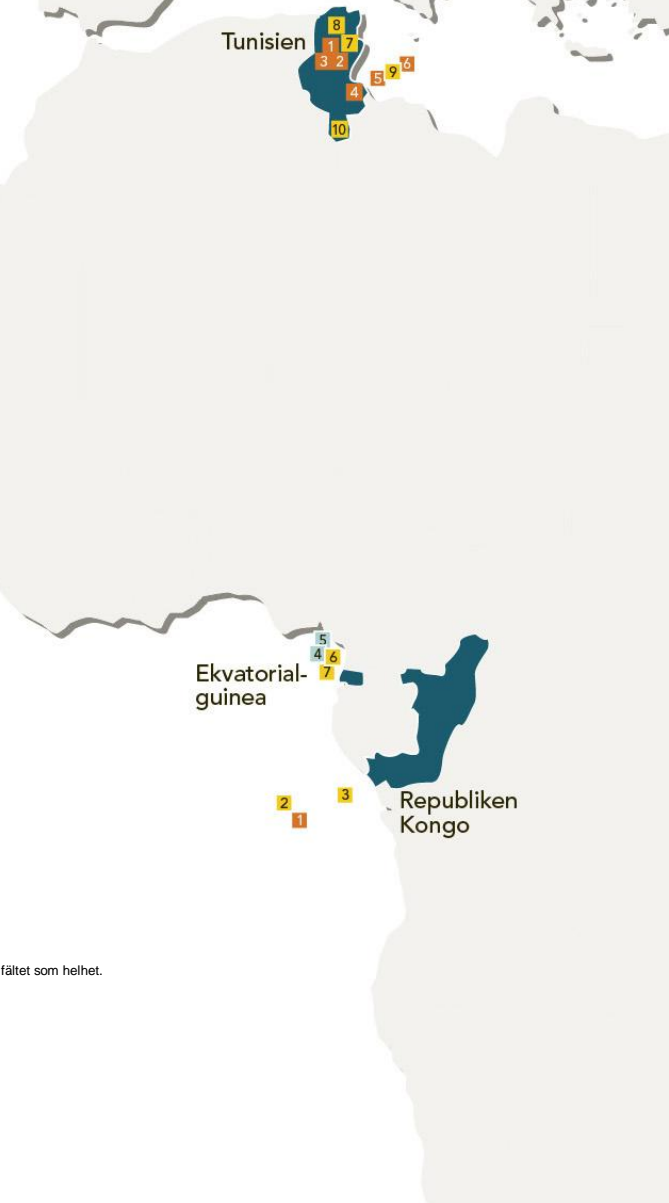 8
Tunisien
1 7
3 2
5 9 6
4
10
5
4 6
7
Ekvatorial-
guinea
2
3
1
Republiken
Kongo
fältet som helhet.